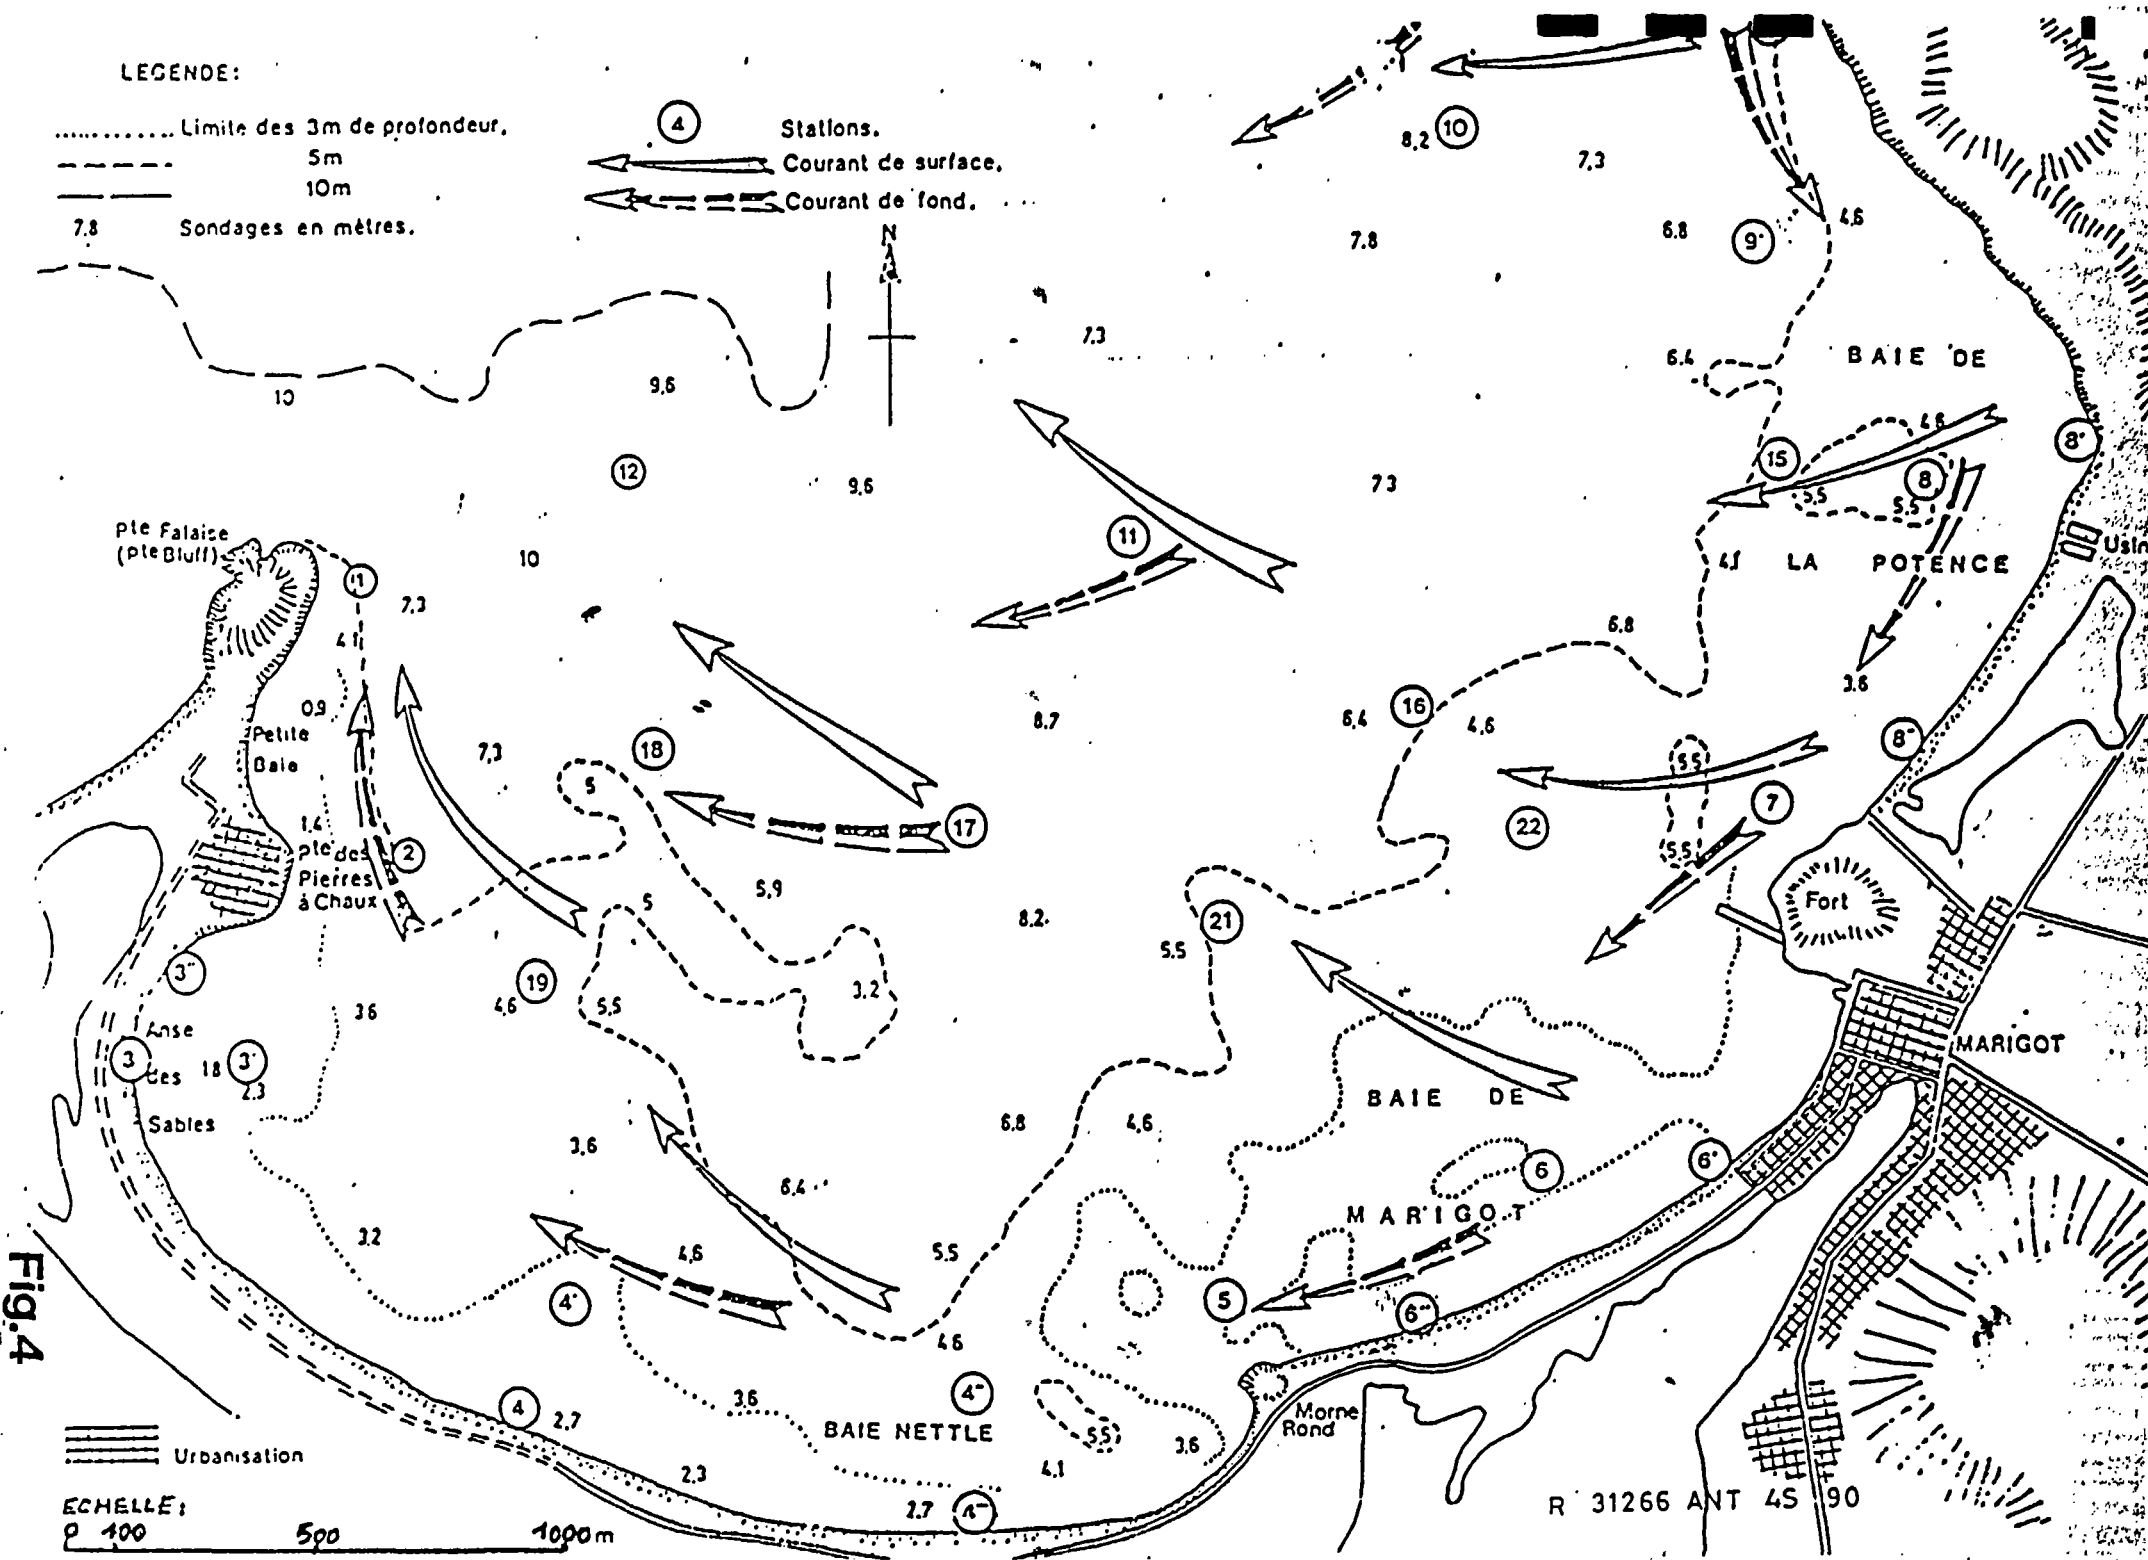 LEGENDE:
Limite des 3m de profondeur.
5m
10m
7.8 Sondages en mètres.
4 Stations.
Courant de surface.
Courant de fond.
N
8,2 10
7,3
4,6
7.8
6.8
9'
7.3
6.4
BAIE DE
10
9,6
12
9,6
7.3
4.6
15
8
8'
5.5
5.5
Pte Falaise
(Pte Bluff)
10
11
4,1
LA POTENCE
1
7,3
4.1
6.8
3.6
0.9
Petite
Baie
7,3
18
8.7
6,4
16
4,6
8"
5
5.5
7
17
22
1,4
Pte des
Pierres
à Chaux
2
5,9
5.5
5
8.2
21
5.5
Fort
3"
19
4,6
5,5
3,2
3.6
Anse
des
Sables
3
1.8
3'
2.3
MARIGOT
BAIE DE
MARIGOT
6.8
4,6
3,6
6.4
6
6'
3.2
4,6
5.5
4'
5
6"
4.6
4"
3.6
BAIE NETTLE
5.5
3.6
4.1
Morne
Rond
4
2.7
2.3
2.7
Fig.4
Urbanisation
ECHELLE:
0 100 500 1000m
R 31266 ANT 4S 90